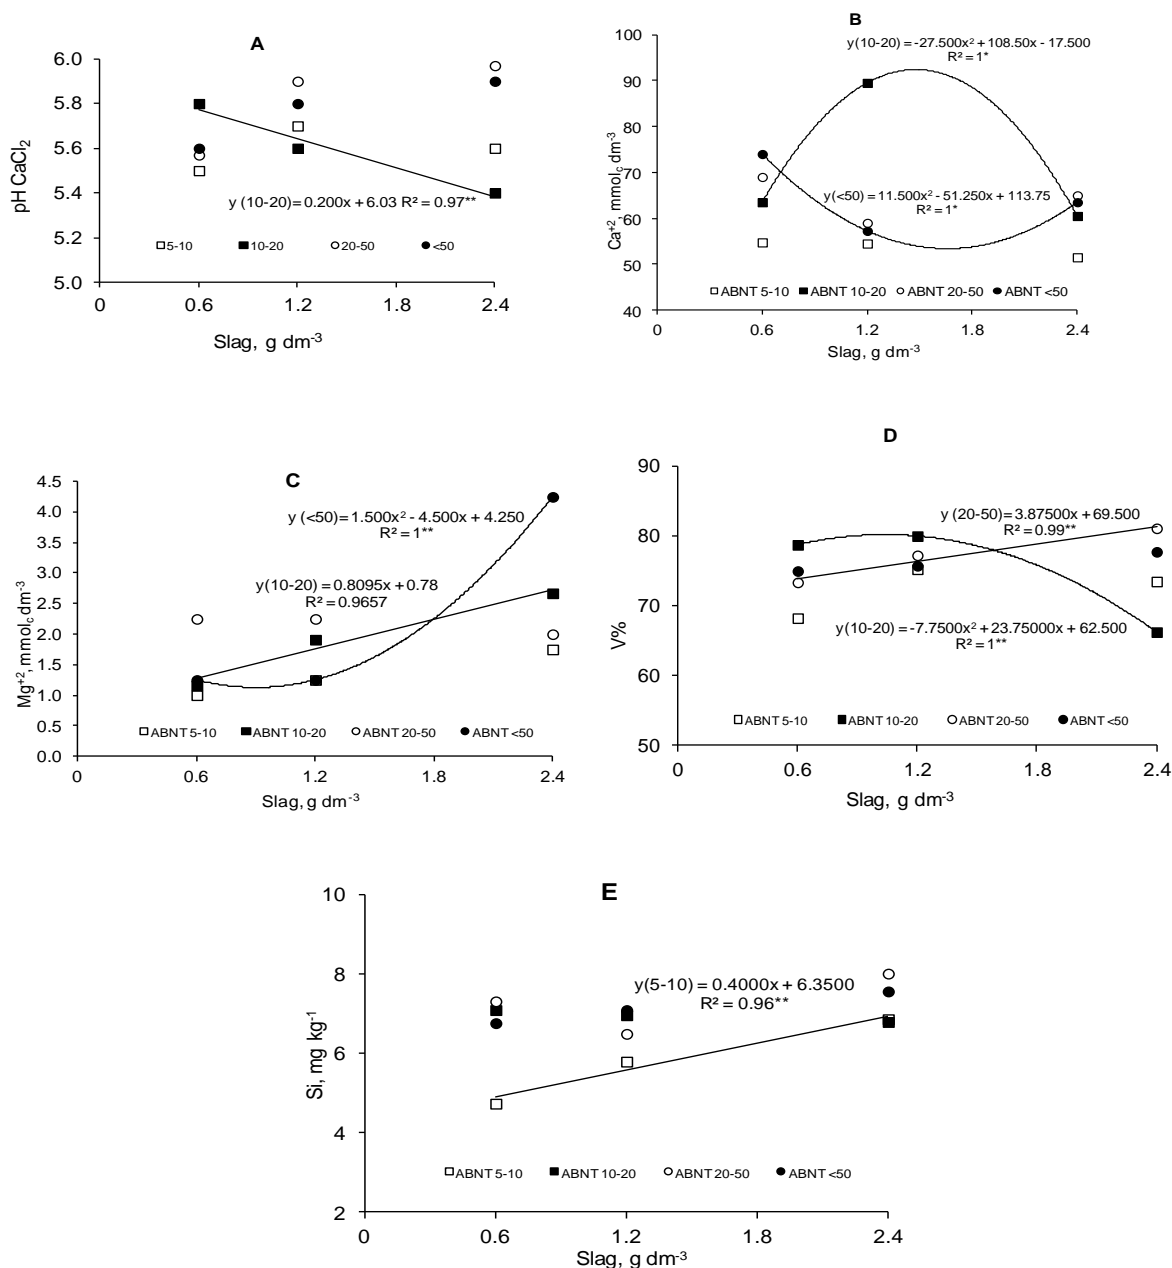 A
6.0
5.8
5.6
5.4
5.2
5.0
pH CaCl₂
y (10-20)= 0.200x + 6.03 R² = 0.97**
5-10 10-20 20-50 <50
0 0.6 1.2 1.8 2.4
Slag, g dm⁻³
B
100
90
80
70
60
50
40
Ca⁺², mmol꜀ dm⁻³
y(10-20) = -27.500x² + 108.50x - 17.500
R² = 1*
y(<50) = 11.500x² - 51.250x + 113.75
R² = 1*
ABNT 5-10 ABNT 10-20 ABNT 20-50 ABNT <50
0 0.6 1.2 1.8 2.4
Slag, g dm⁻³
C
4.5
4.0
3.5
3.0
2.5
2.0
1.5
1.0
0.5
0.0
Mg⁺², mmol꜀ dm⁻³
y (<50) = 1.500x² - 4.500x + 4.250
R² = 1**
y(10-20) = 0.8095x + 0.78
R² = 0.9657
ABNT 5-10 ABNT 10-20 ABNT 20-50 ABNT <50
0 0.6 1.2 1.8 2.4
Slag, g dm⁻³
D
90
80
70
60
50
V%
y (20-50) = 3.87500x + 69.500
R² = 0.99**
y(10-20) = -7.7500x² + 23.75000x + 62.500
R² = 1**
ABNT 5-10 ABNT 10-20 ABNT 20-50 ABNT <50
0 0.6 1.2 1.8 2.4
Slag, g dm⁻³
E
10
8
6
4
2
Si, mg kg⁻¹
y(5-10) = 0.4000x + 6.3500
R² = 0.96**
ABNT 5-10 ABNT 10-20 ABNT 20-50 ABNT <50
0 0.6 1.2 1.8 2.4
Slag, g dm⁻³